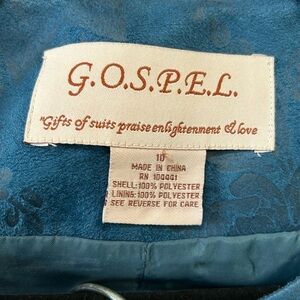 G.O.S.P.E.L.
"Gifts of suits praise enlightenment & love
10
MADE IN CHINA
RN 100001
SHELL:100% POLYESTER
LINING:100% POLYESTER
SEE REVERSE FOR CARE